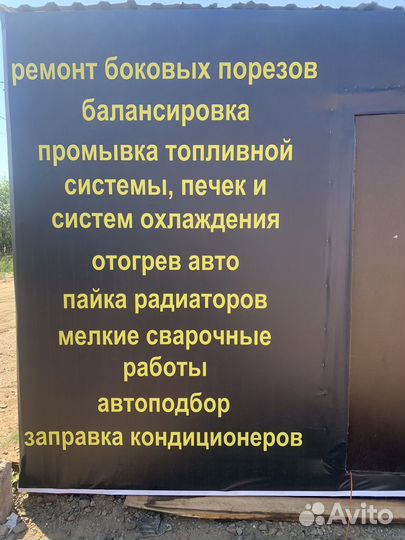 ремонт боковых порезов
балансировка
промывка топливной
системы, печек и
систем охлаждения
отогрев авто
пайка радиаторов
мелкие сварочные
работы
автоподбор
заправка кондиционеров
Avito